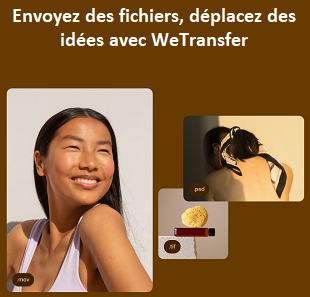 Envoyez des fichiers, déplacez des
idées avec WeTransfer
.psd
.tif
.mov